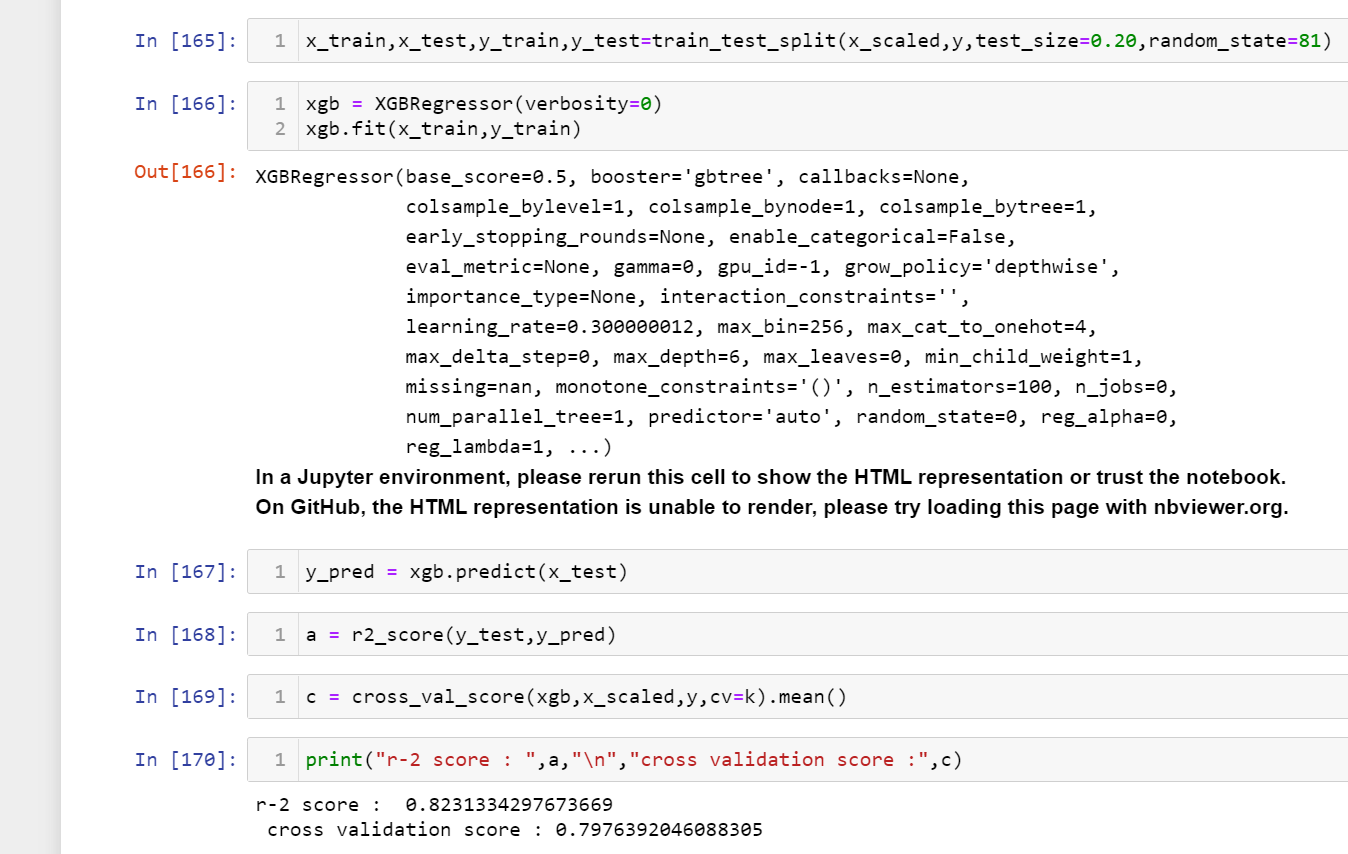 In [165]: 1 x_train,x_test,y_train,y_test=train_test_split(x_scaled,y,test_size=0.20,random_state=81)
In [166]: 1 xgb = XGBRegressor(verbosity=0)
2 xgb.fit(x_train,y_train)
Out[166]: XGBRegressor(base_score=0.5, booster='gbtree', callbacks=None,
colsample_bylevel=1, colsample_bynode=1, colsample_bytree=1,
early_stopping_rounds=None, enable_categorical=False,
eval_metric=None, gamma=0, gpu_id=-1, grow_policy='depthwise',
importance_type=None, interaction_constraints='',
learning_rate=0.300000012, max_bin=256, max_cat_to_onehot=4,
max_delta_step=0, max_depth=6, max_leaves=0, min_child_weight=1,
missing=nan, monotone_constraints='()', n_estimators=100, n_jobs=0,
num_parallel_tree=1, predictor='auto', random_state=0, reg_alpha=0,
reg_lambda=1, ...)
In a Jupyter environment, please rerun this cell to show the HTML representation or trust the notebook.
On GitHub, the HTML representation is unable to render, please try loading this page with nbviewer.org.
In [167]: 1 y_pred = xgb.predict(x_test)
In [168]: 1 a = r2_score(y_test,y_pred)
In [169]: 1 c = cross_val_score(xgb,x_scaled,y,cv=k).mean()
In [170]: 1 print("r-2 score : ",a,"\n","cross validation score :",c)
r-2 score :  0.8231334297673669
cross validation score : 0.7976392046088305